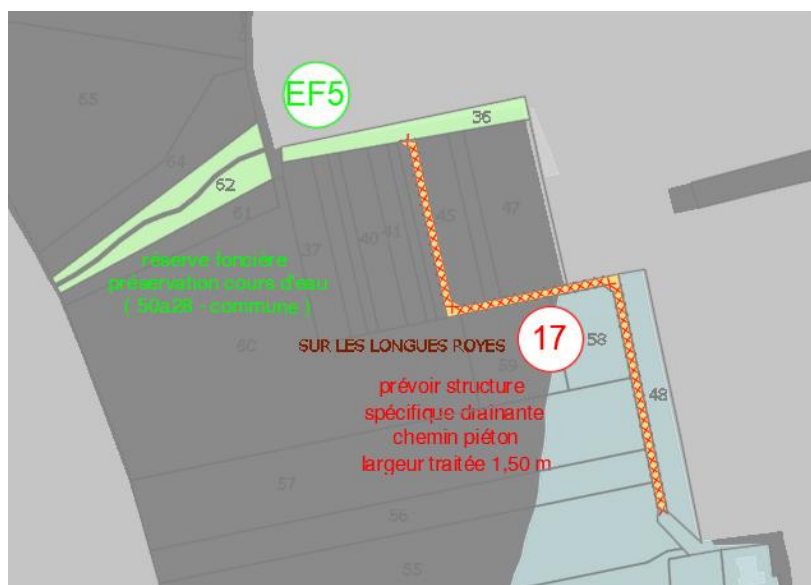 EF5
36
65
64
62
61
37
40
41
45
47
réserve foncière
préservation cours d'eau
( 50a28 - commune )
60
SUR LES LONGUES ROYES
17
58
59
48
prévoir structure
spécifique drainante
chemin piéton
largeur traitée 1,50 m
57
56
55